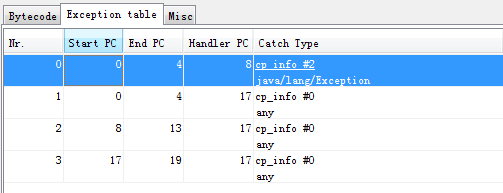 Bytecode Exception table Misc
Nr. Start PC End PC Handler PC Catch Type
0 0 4 8 cp_info #2
java/lang/Exception
1 0 4 17 cp_info #0
any
2 8 13 17 cp_info #0
any
3 17 19 17 cp_info #0
any